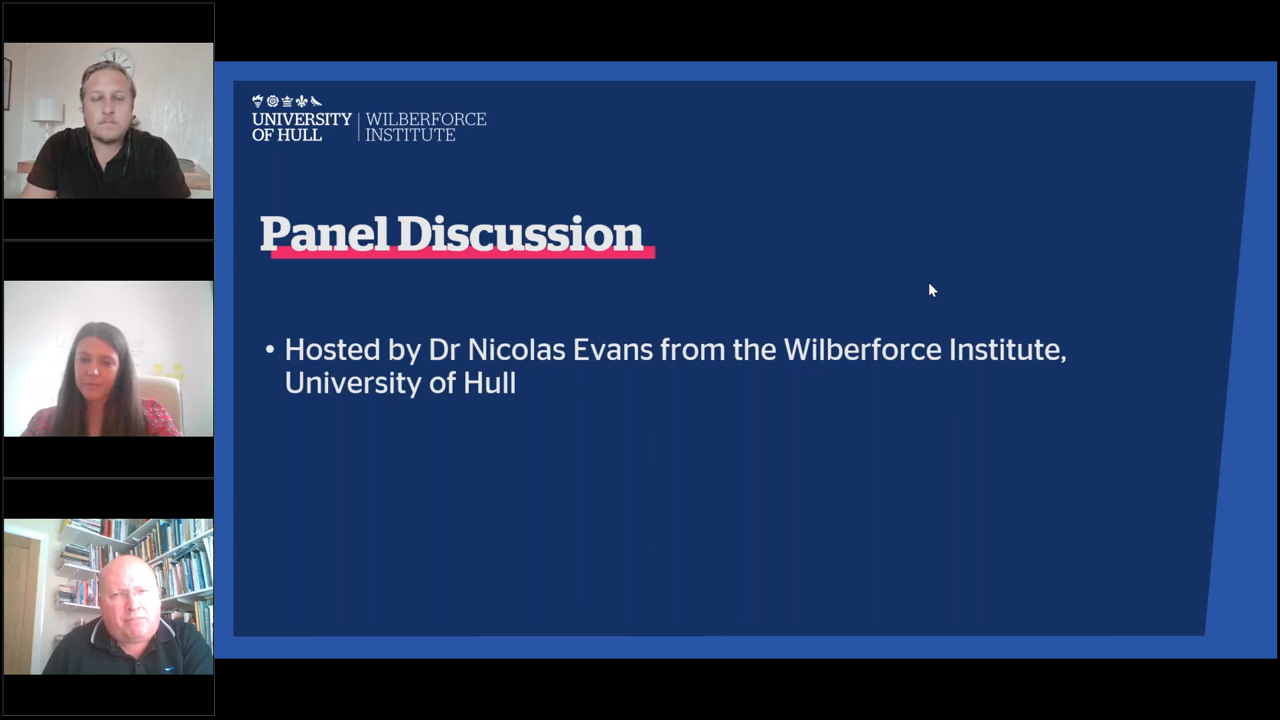 UNIVERSITY OF HULL
WILBERFORCE INSTITUTE
Panel Discussion
• Hosted by Dr Nicolas Evans from the Wilberforce Institute,
University of Hull